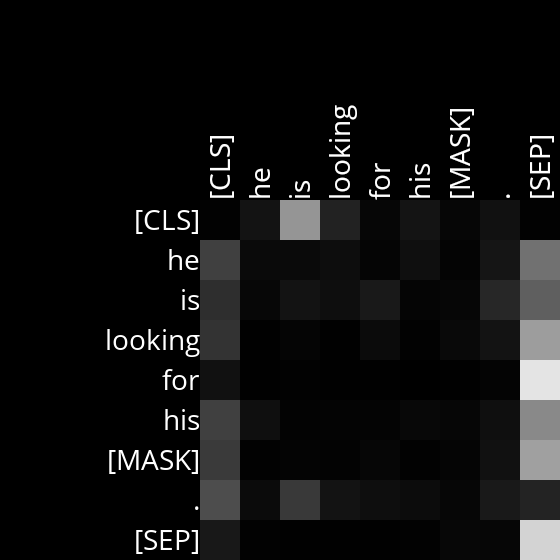 [CLS] he is looking for his [MASK] . [SEP]
[CLS]
he
is
looking
for
his
[MASK]
.
[SEP]